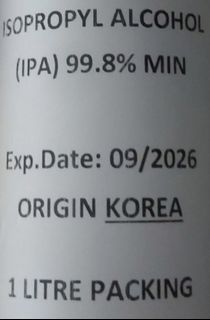 ISOPROPYL ALCOHOL
(IPA) 99.8% MIN
Exp.Date: 09/2026
ORIGIN KOREA
1 LITRE PACKING